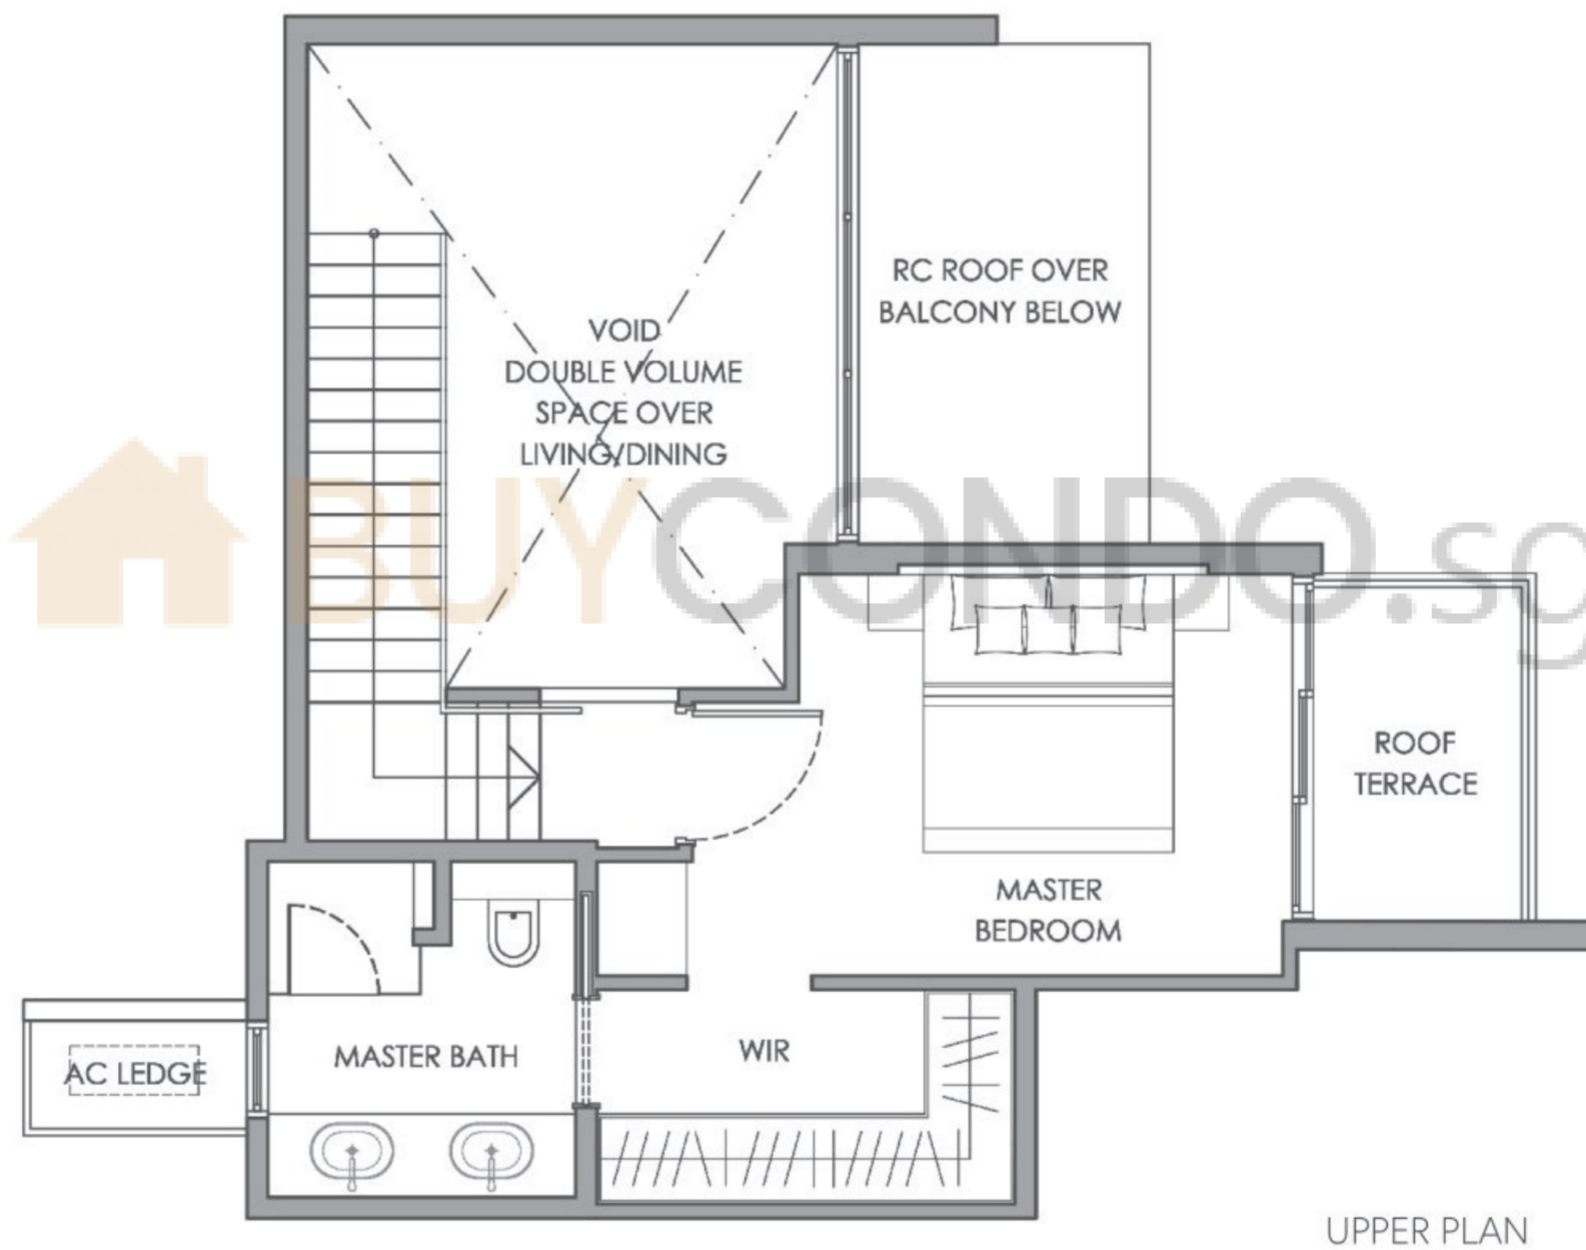 RC ROOF OVER
BALCONY BELOW
VOID
DOUBLE VOLUME
SPACE OVER
LIVING/DINING
BUYCONDO.sg
ROOF
TERRACE
MASTER
BEDROOM
MASTER BATH
WIR
AC LEDGE
UPPER PLAN